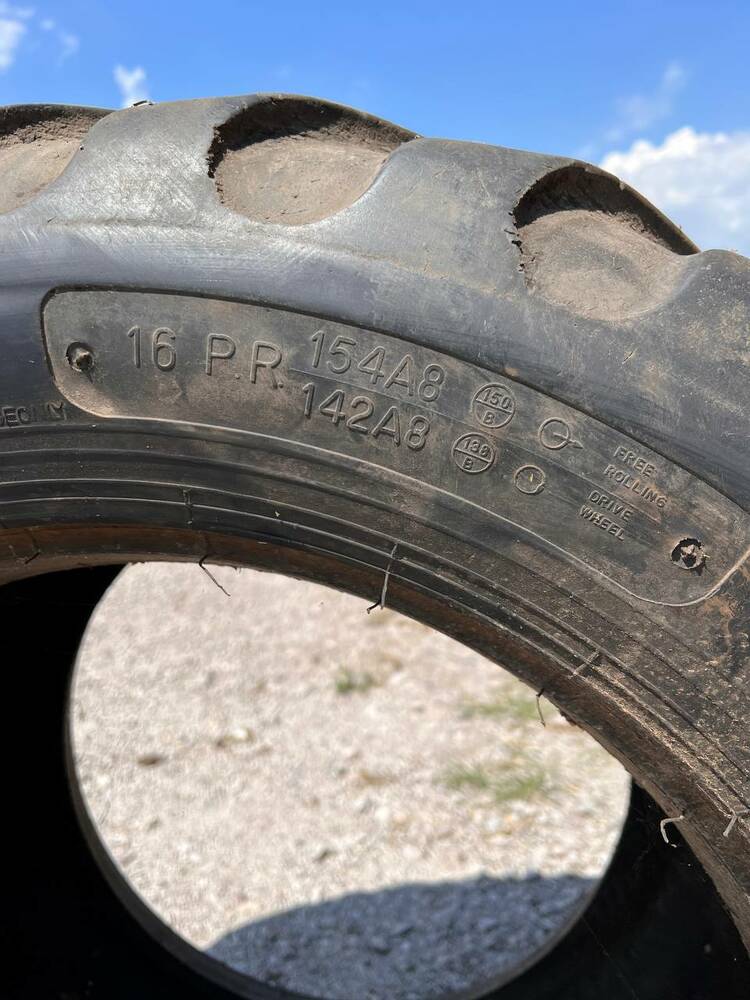 16 P.R. 154A8 150 B FREE ROLLING
142A8 138 B DRIVE WHEEL